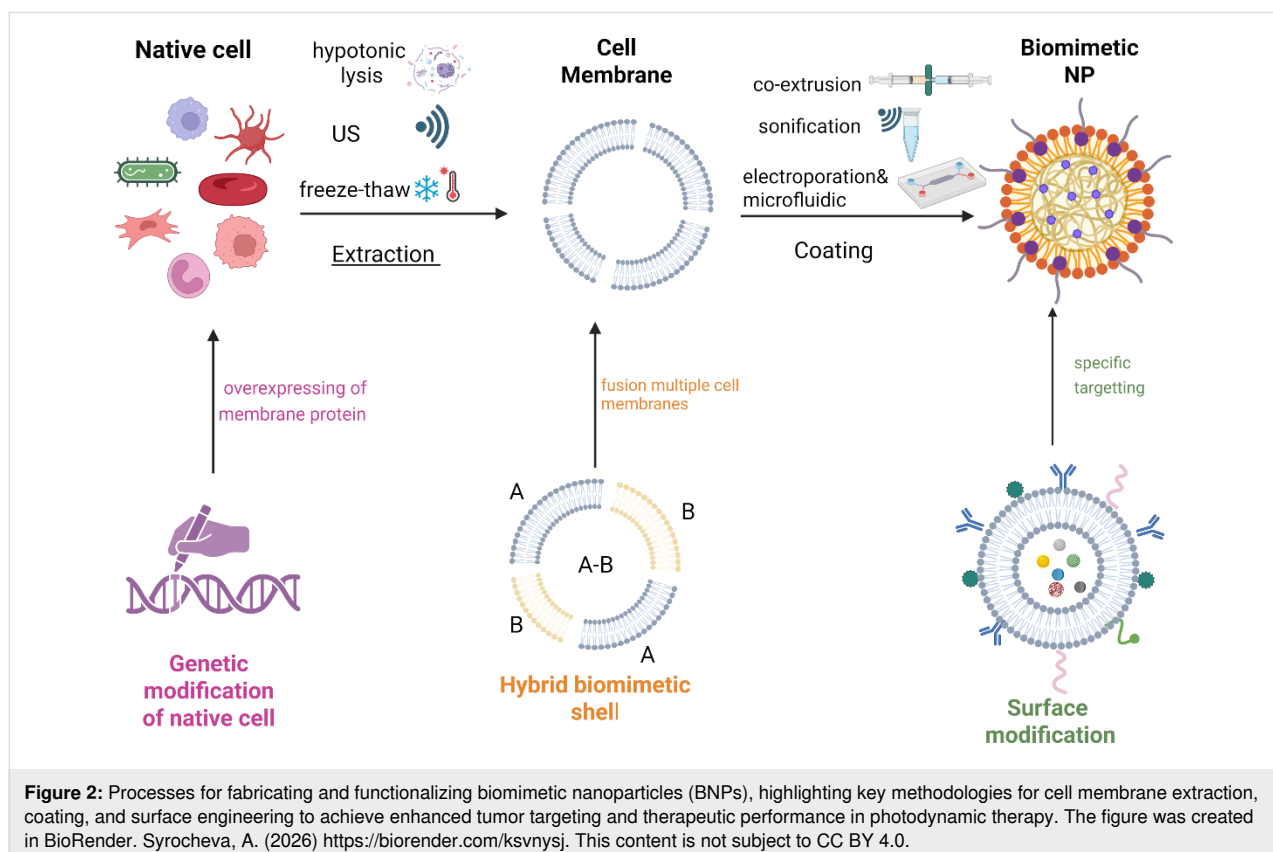 Native cell
hypotonic
lysis
US
freeze-thaw
Extraction
Cell
Membrane
co-extrusion
sonification
electroporation&
microfluidic
Coating
Biomimetic
NP
overexpressing of
membrane protein
fusion multiple cell
membranes
specific
targetting
A
B
A-B
B
A
Genetic
modification
of native cell
Hybrid biomimetic
shell
Surface
modification
Figure 2: Processes for fabricating and functionalizing biomimetic nanoparticles (BNPs), highlighting key methodologies for cell membrane extraction,
coating, and surface engineering to achieve enhanced tumor targeting and therapeutic performance in photodynamic therapy. The figure was created
in BioRender. Syrocheva, A. (2026) https://biorender.com/ksvnysj. This content is not subject to CC BY 4.0.